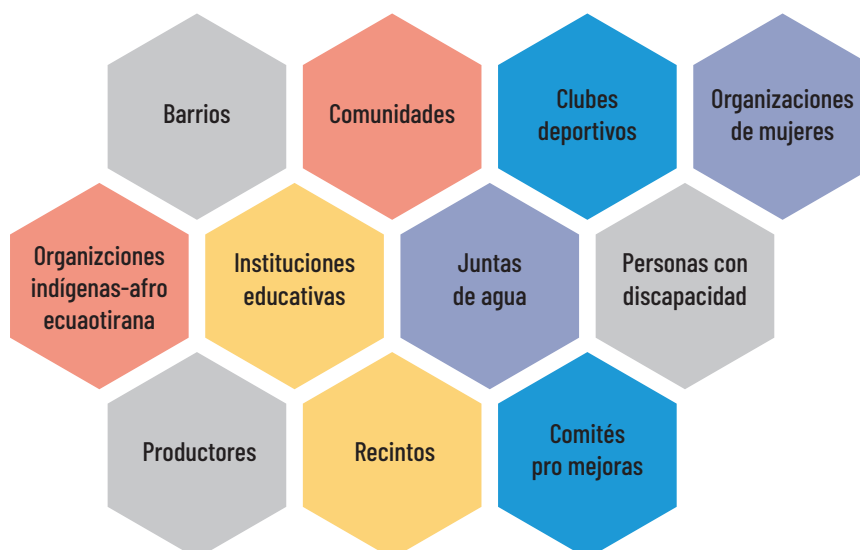 Barrios
Comunidades
Clubes
deportivos
Organizaciones
de mujeres
Organizciones
indígenas-afro
ecuaotirana
Instituciones
educativas
Juntas
de agua
Personas con
discapacidad
Productores
Recintos
Comités
pro mejoras